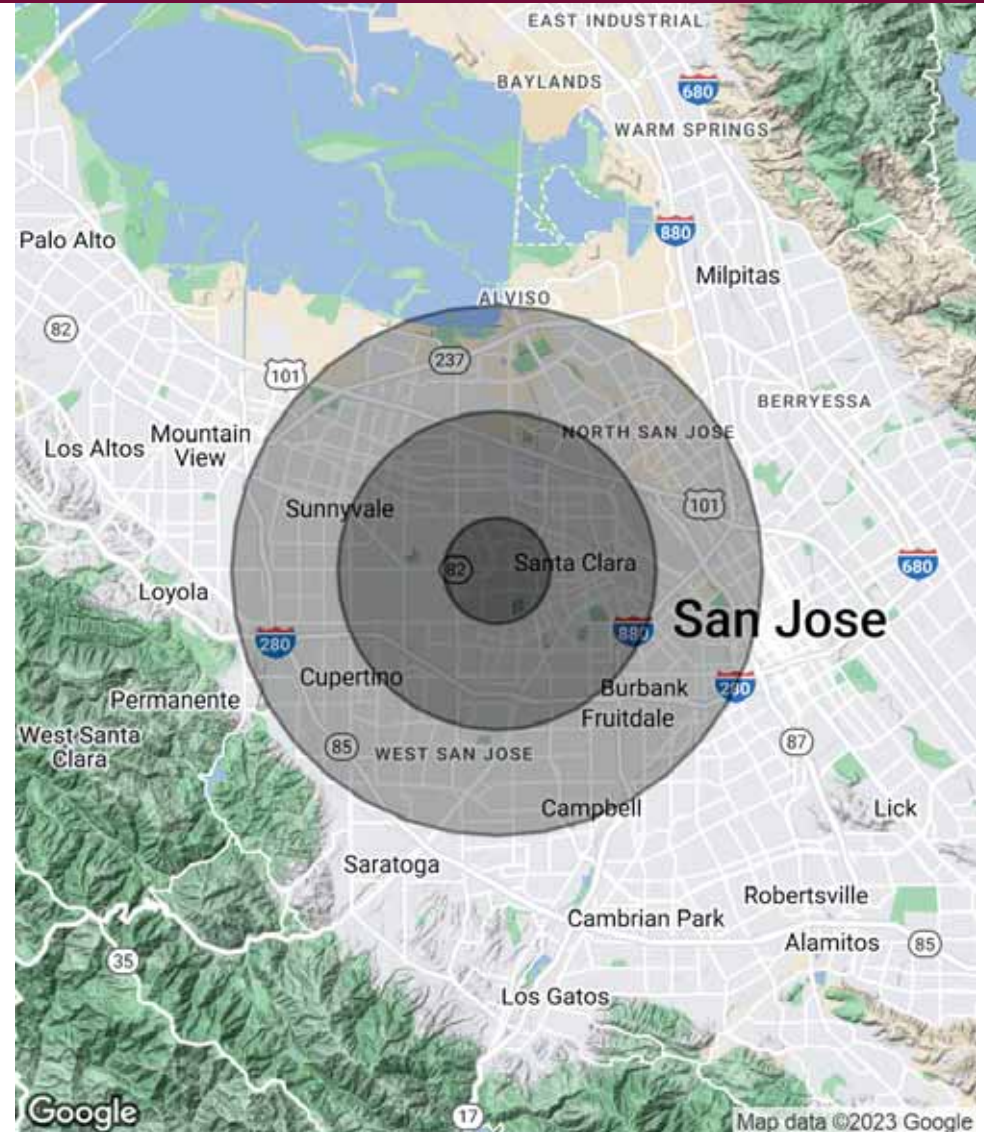 EAST INDUSTRIAL
BAYLANDS
680
WARM SPRINGS
880
Palo Alto
Milpitas
ALVISO
82
237
101
BERRYESSA
Mountain
View
NORTH SAN JOSE
Los Altos
Sunnyvale
101
82
Santa Clara
680
Loyola
San Jose
880
280
Cupertino
Burbank
280
Permanente
Fruitdale
West Santa
Clara
85
WEST SAN JOSE
87
Campbell
Lick
Saratoga
Robertsville
Cambrian Park
Alamitos
85
35
Los Gatos
Google
17
Map data ©2023 Google